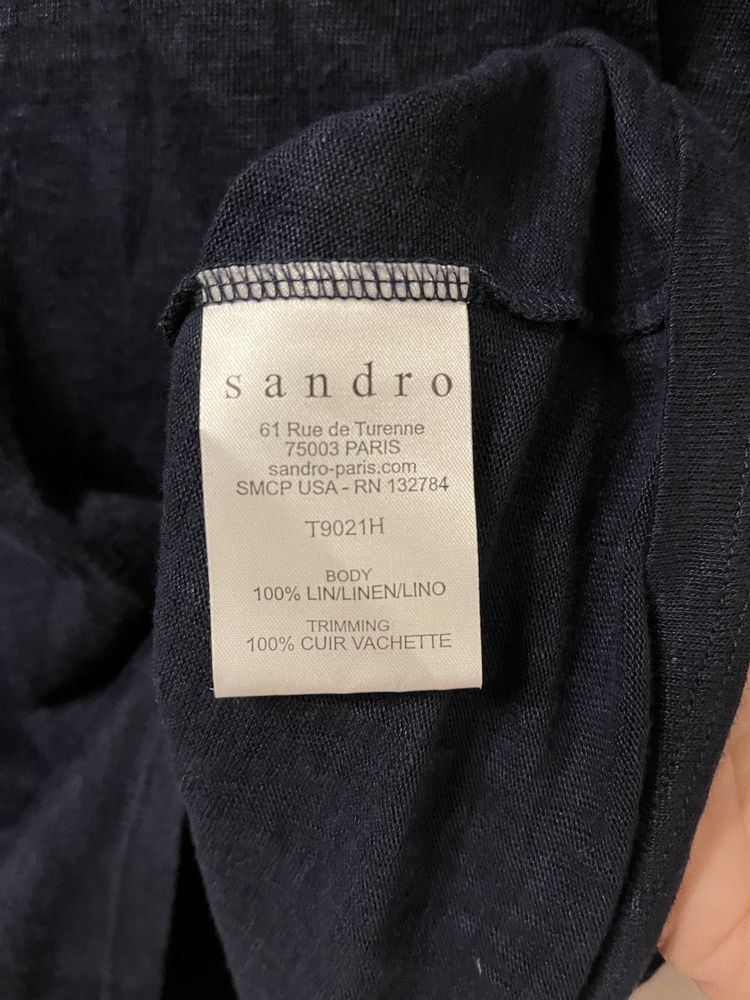 sandro
61 Rue de Turenne
75003 PARIS
sandro-paris.com
SMCP USA - RN 132784
T9021H
BODY
100% LIN/LINEN/LINO
TRIMMING
100% CUIR VACHETTE